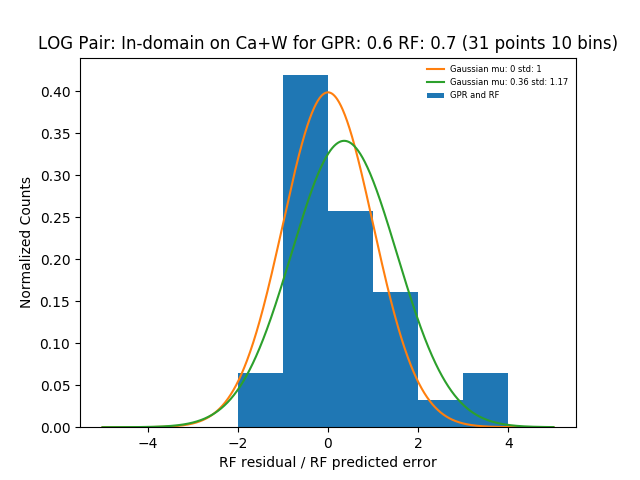 LOG Pair: In-domain on Ca+W for GPR: 0.6 RF: 0.7 (31 points 10 bins)
Gaussian mu: 0 std: 1
Gaussian mu: 0.36 std: 1.17
GPR and RF
Normalized Counts
0.40
0.35
0.30
0.25
0.20
0.15
0.10
0.05
0.00
−4 −2 0 2 4
RF residual / RF predicted error